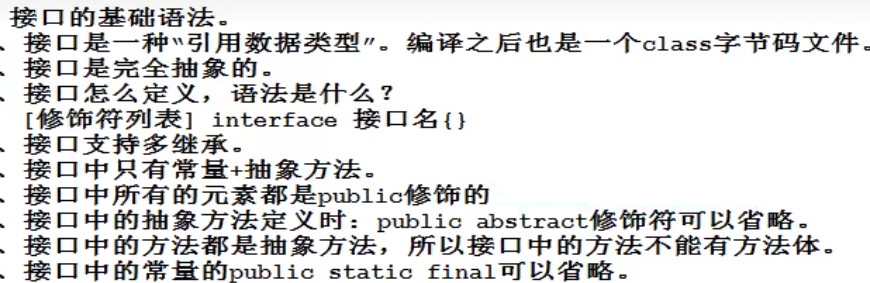 接口的基础语法。
、接口是一种“引用数据类型”。编译之后也是一个class字节码文件。
、接口是完全抽象的。
、接口怎么定义，语法是什么？
[修饰符列表] interface 接口名{}
、接口支持多继承。
、接口中只有常量+抽象方法。
、接口中所有的元素都是public修饰的
、接口中的抽象方法定义时：public abstract修饰符可以省略。
、接口中的方法都是抽象方法，所以接口中的方法不能有方法体。
、接口中的常量的public static final可以省略。